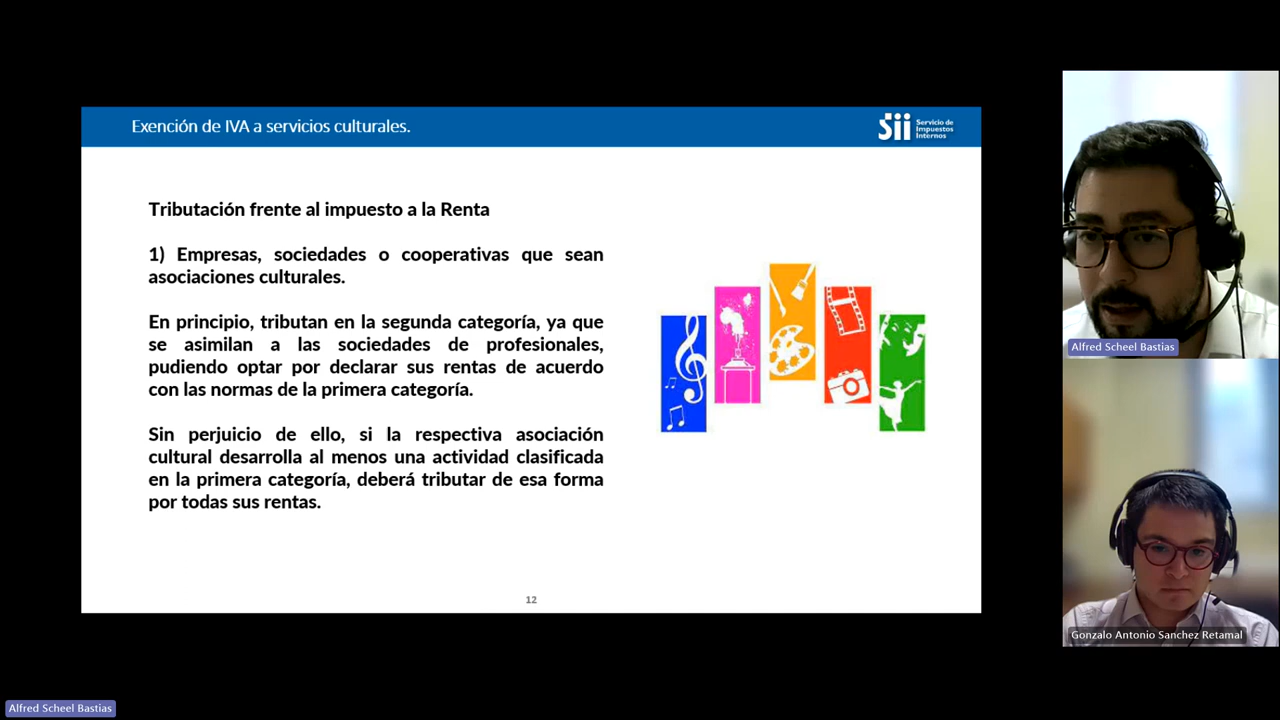 Exención de IVA a servicios culturales.
Sii Servicio de
Impuestos
Internos
Tributación frente al impuesto a la Renta
1) Empresas, sociedades o cooperativas que sean
asociaciones culturales.
En principio, tributan en la segunda categoría, ya que
se asimilan a las sociedades de profesionales,
pudiendo optar por declarar sus rentas de acuerdo
con las normas de la primera categoría.
Sin perjuicio de ello, si la respectiva asociación
cultural desarrolla al menos una actividad clasificada
en la primera categoría, deberá tributar de esa forma
por todas sus rentas.
12
Alfred Scheel Bastias
Gonzalo Antonio Sanchez Retamal
Alfred Scheel Bastias